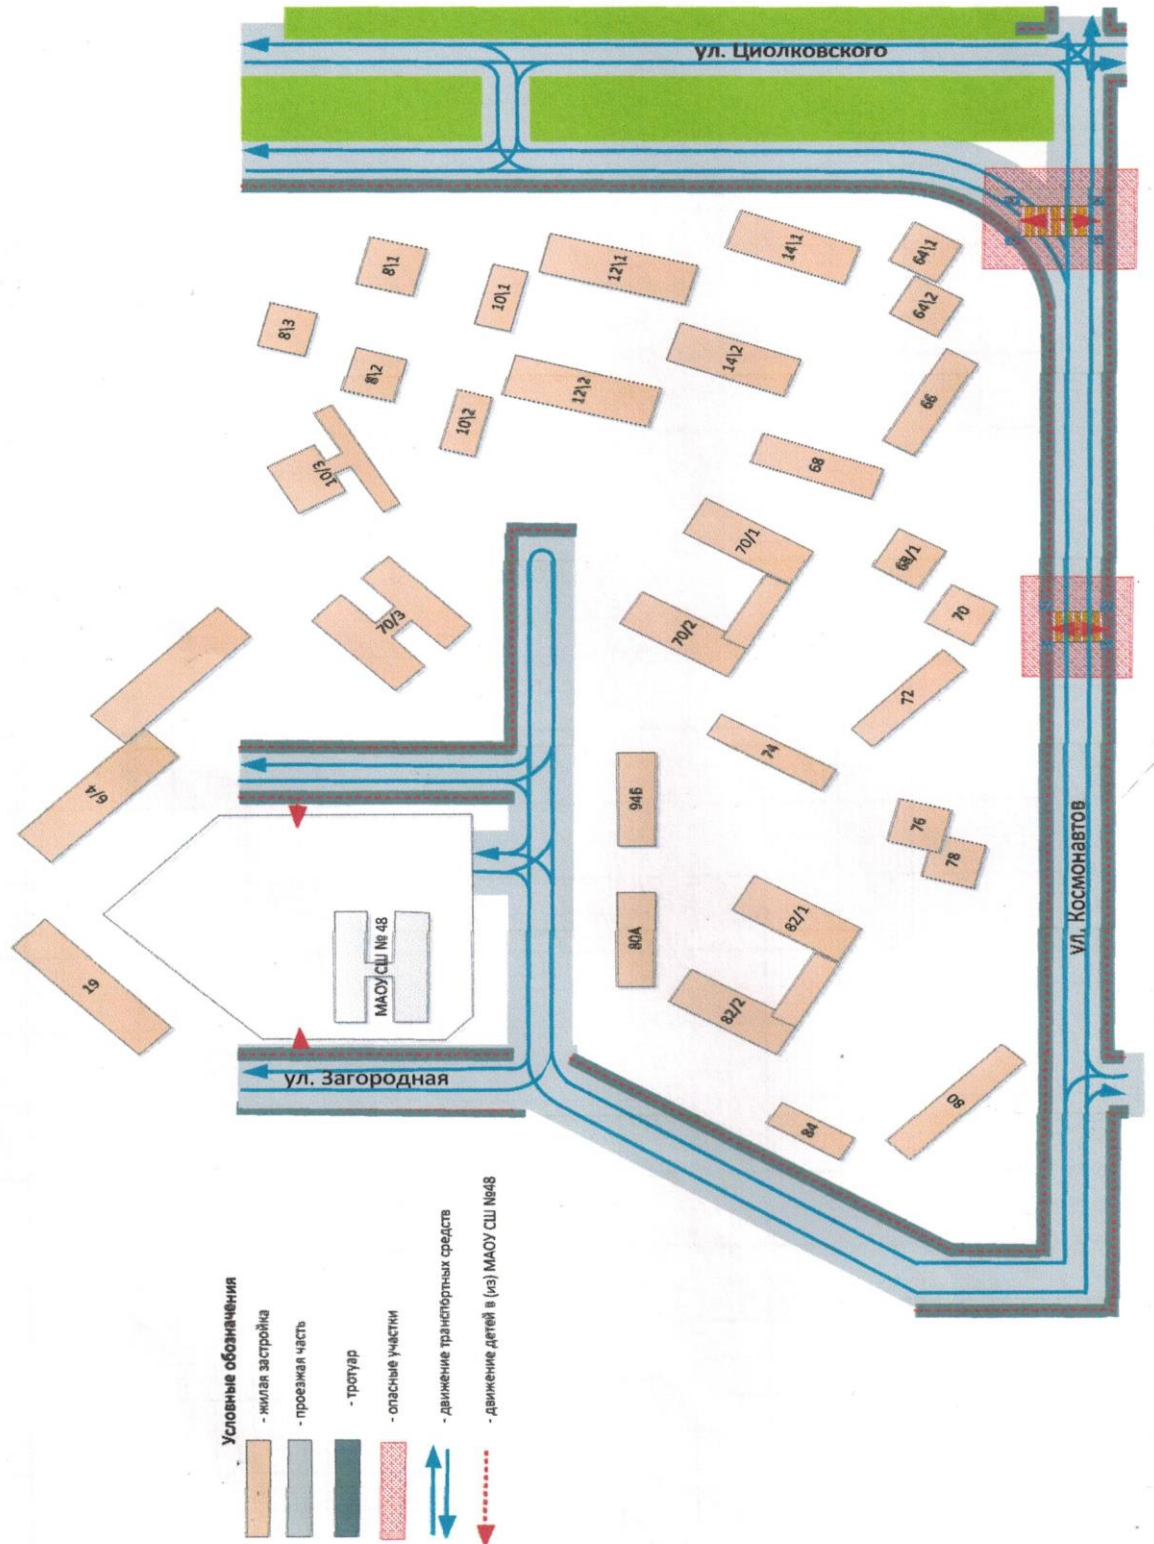 ул. Циолковского
8\1
8\3
8\2
10\1
10\2
10/3
12\1
12\2
14\1
14\2
64\1
64\2
66
68
68/1
70
70/1
70/2
70/3
72
74
76
78
94Б
80А
82/1
82/2
80
84
6/4
19
МАОУ СШ № 48
ул. Загородная
ул. Космонавтов
Условные обозначения
- жилая застройка
- проезжая часть
- тротуар
- опасные участки
- движение транспортных средств
- движение детей в (из) МАОУ СШ №48